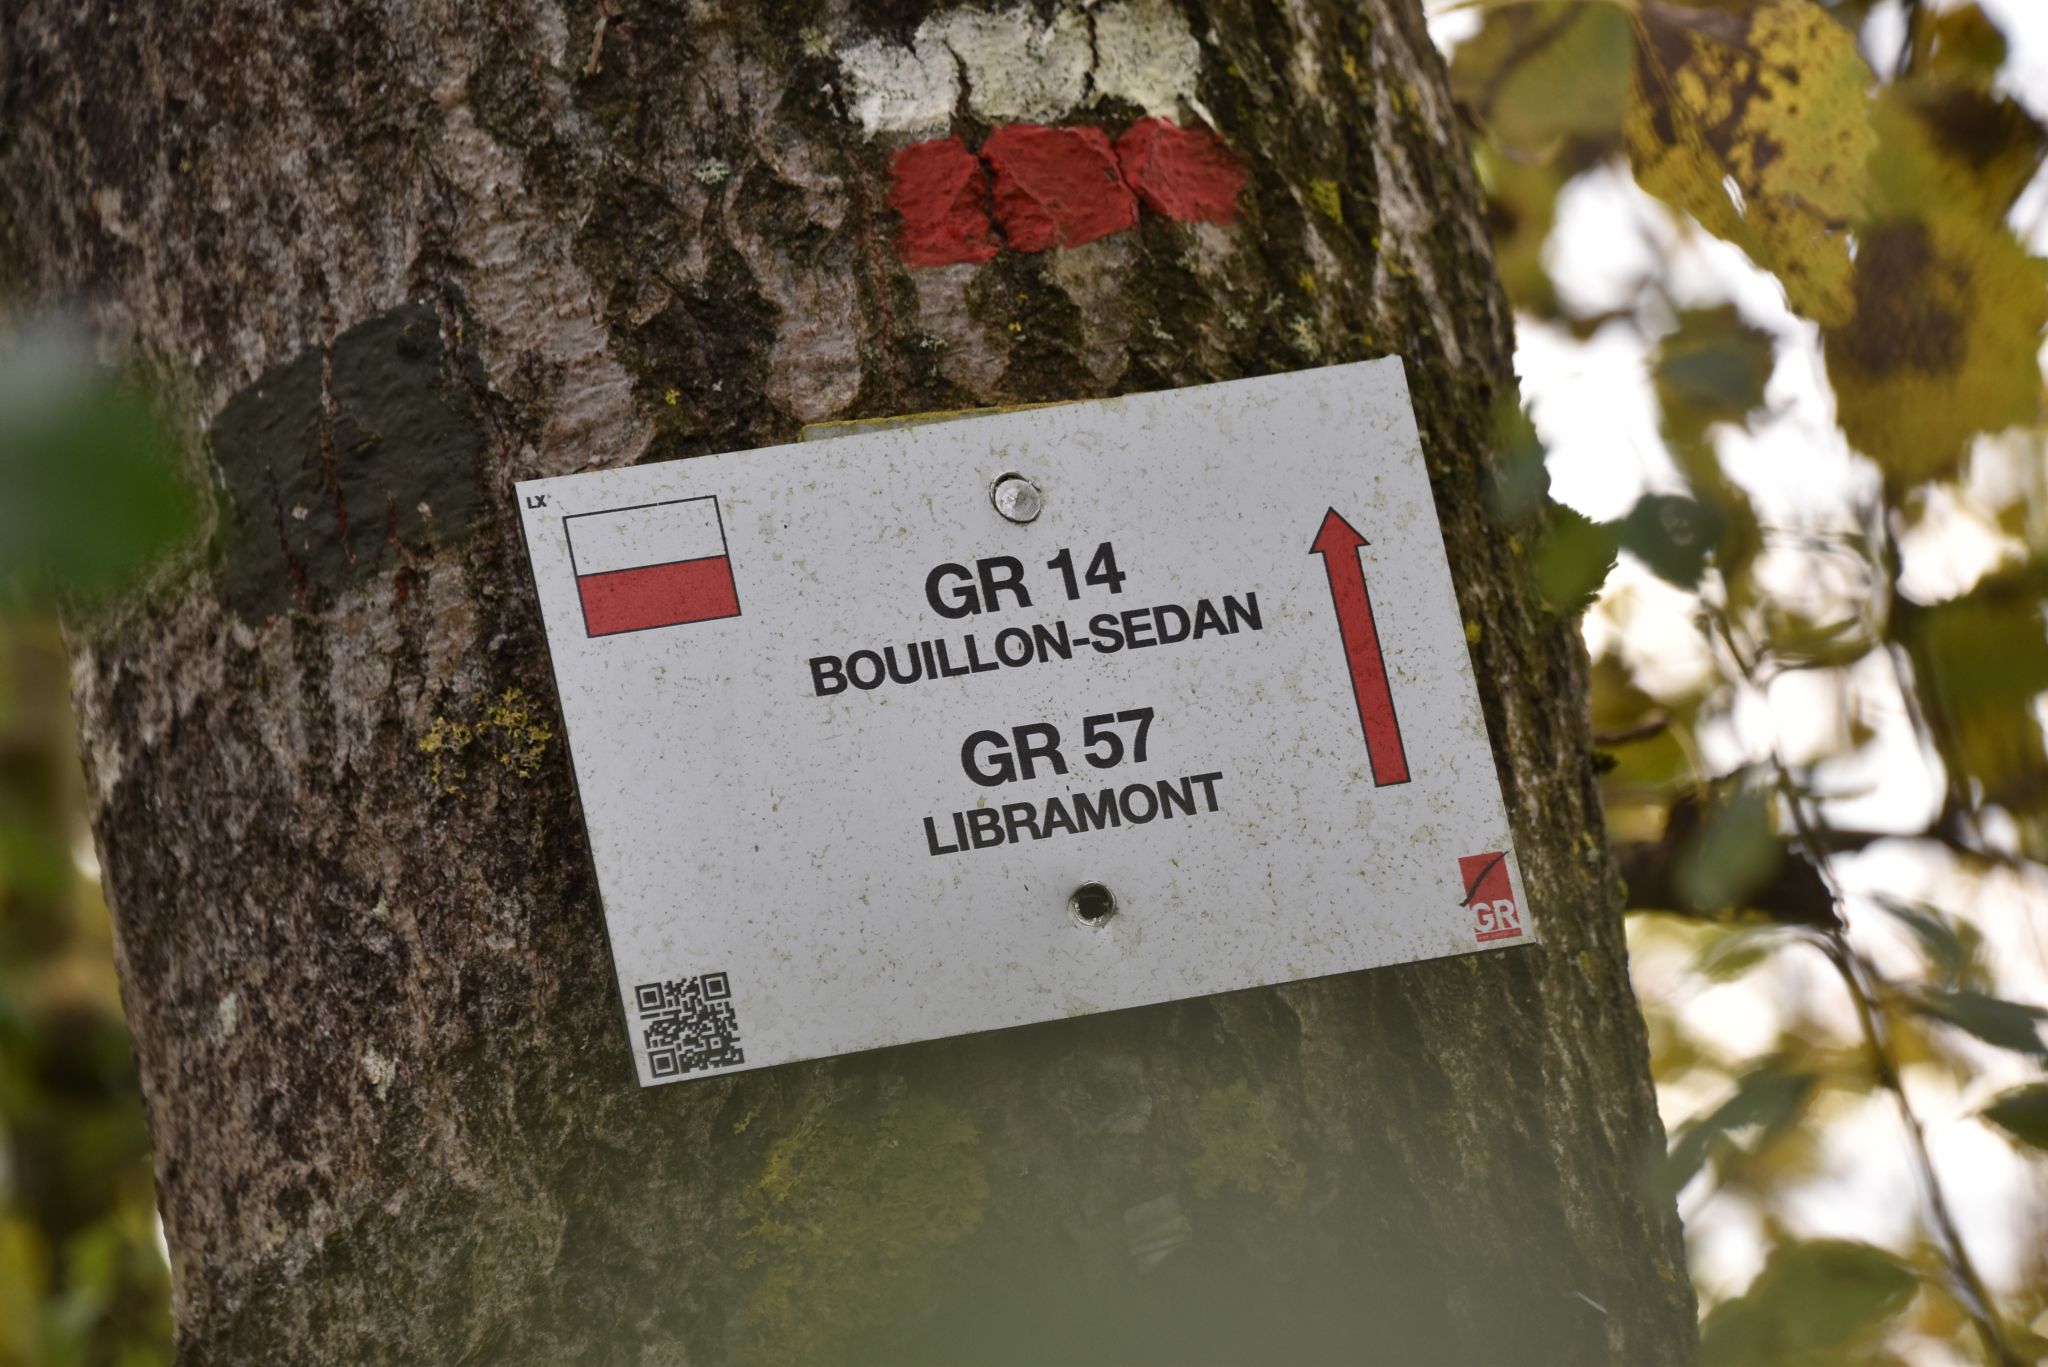 LX
GR 14
BOUILLON-SEDAN
GR 57
LIBRAMONT
GR